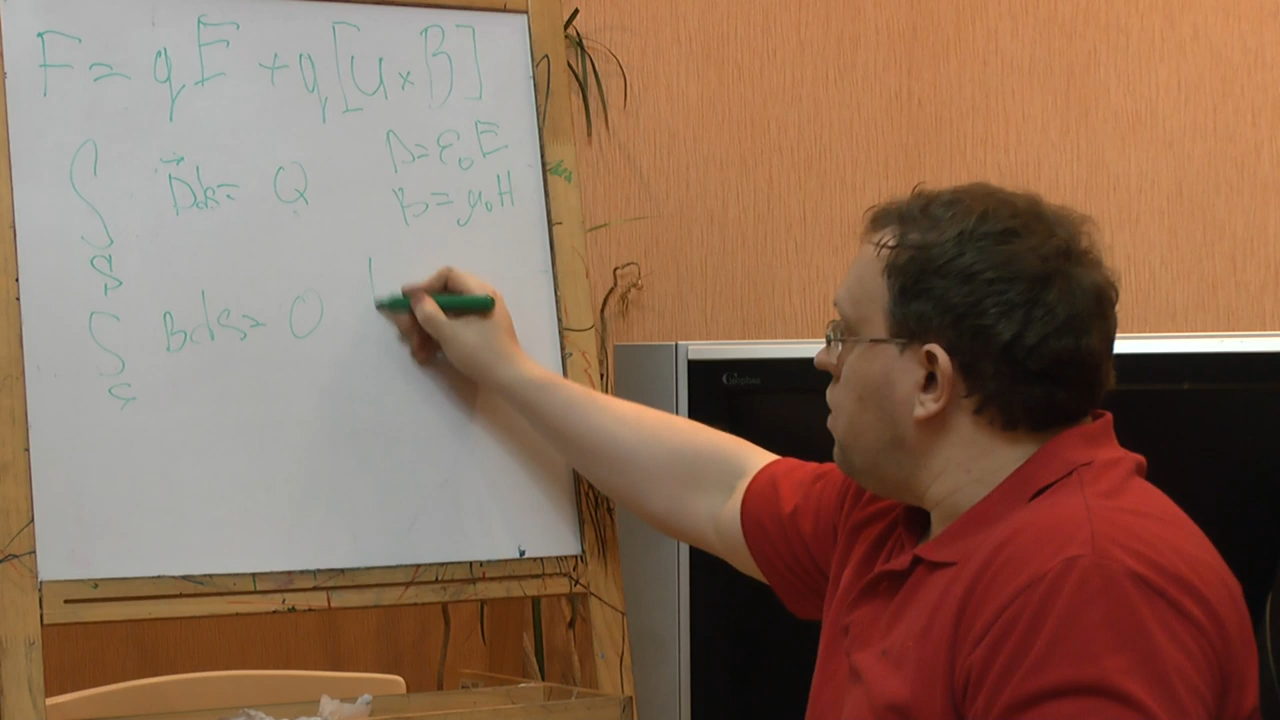 F = qE + q[u × B]
∫ D⃗ds = Q
S
D = ε₀E
B = μ₀H
∫ Bds = 0
S